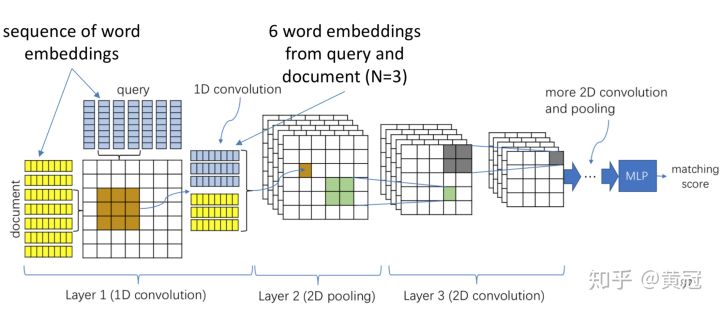 sequence of word
embeddings
6 word embeddings
from query and
document (N=3)
query
1D convolution
more 2D convolution
and pooling
document
...
MLP
matching
score
Layer 1 (1D convolution)
Layer 2 (2D pooling)
Layer 3 (2D convolution)
知乎 @黄冠